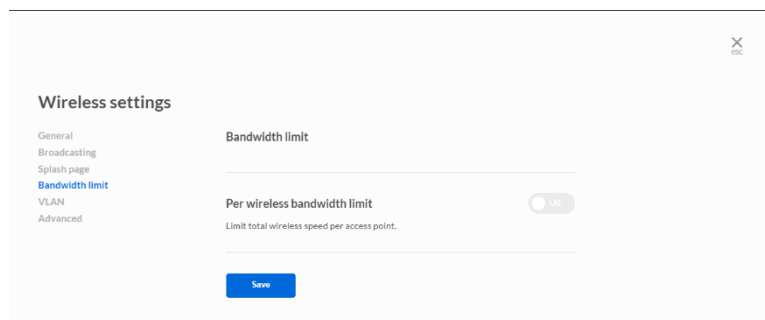 esc
Wireless settings
General
Broadcasting
Splash page
Bandwidth limit
VLAN
Advanced
Bandwidth limit
Per wireless bandwidth limit
Off
Limit total wireless speed per access point.
Save